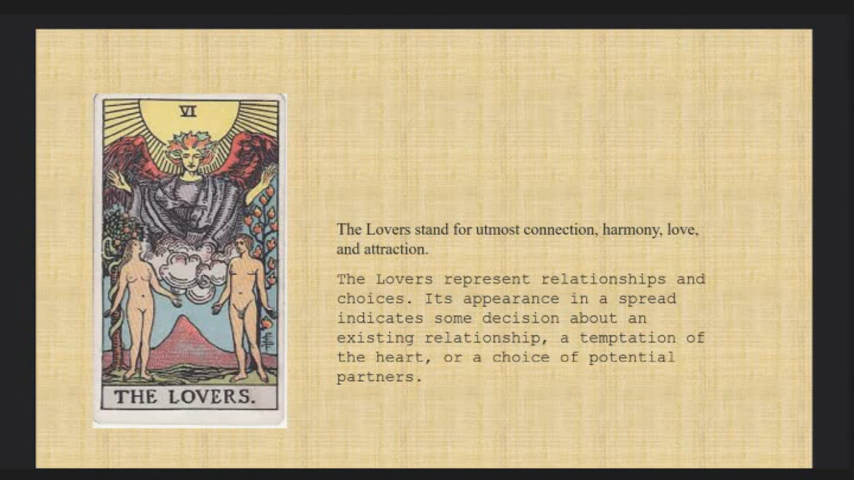 VI
THE LOVERS.
The Lovers stand for utmost connection, harmony, love,
and attraction.
The Lovers represent relationships and
choices. Its appearance in a spread
indicates some decision about an
existing relationship, a temptation of
the heart, or a choice of potential
partners.